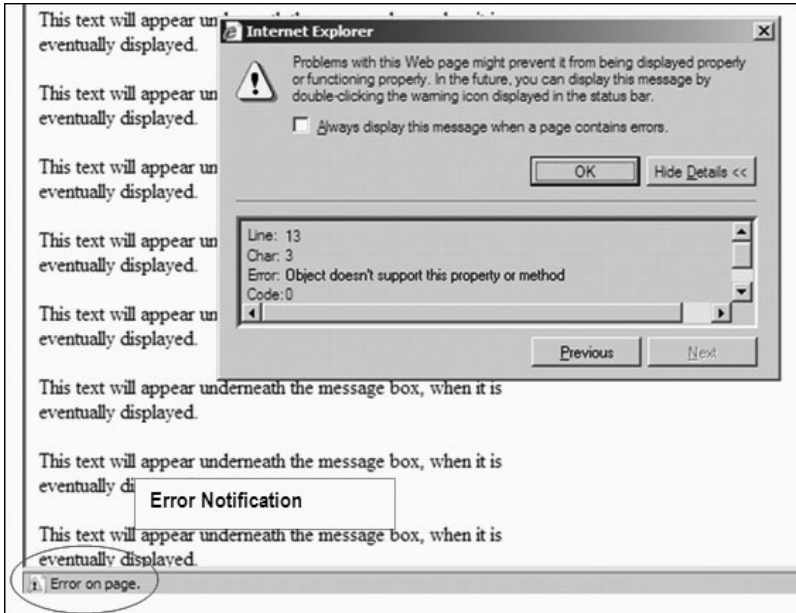 This text will appear un
eventually displayed.
This text will appear un
eventually displayed.
This text will appear un
eventually displayed.
This text will appear un
eventually displayed.
This text will appear un
eventually displayed.
This text will appear underneath the message box, when it is
eventually displayed.
This text will appear underneath the message box, when it is
eventually di
This text will appear underneath the message box, when it is
eventually displayed.
Internet Explorer
Problems with this Web page might prevent it from being displayed properly
or functioning properly. In the future, you can display this message by
double-clicking the warning icon displayed in the status bar.
Always display this message when a page contains errors.
OK
Hide Details <<
Line: 13
Char: 3
Error: Object doesn't support this property or method
Code:0
Previous
Next
Error Notification
Error on page.